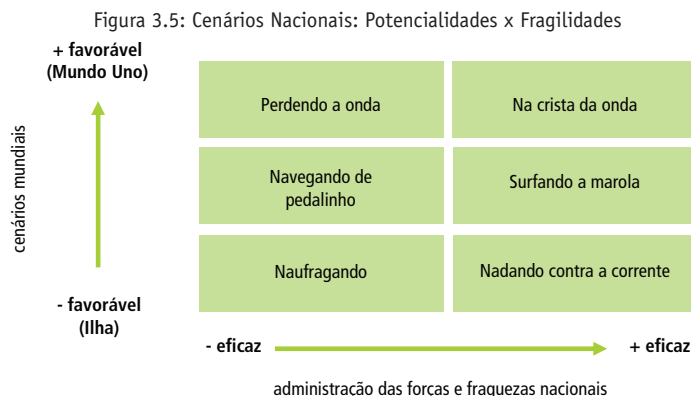 Figura 3.5: Cenários Nacionais: Potencialidades x Fragilidades
+ favorável
(Mundo Uno)
cenários mundiais
- favorável
(Ilha)
Perdendo a onda
Na crista da onda
Navegando de
pedalinho
Surfando a marola
Naufragando
Nadando contra a corrente
- eficaz
+ eficaz
administração das forças e fraquezas nacionais